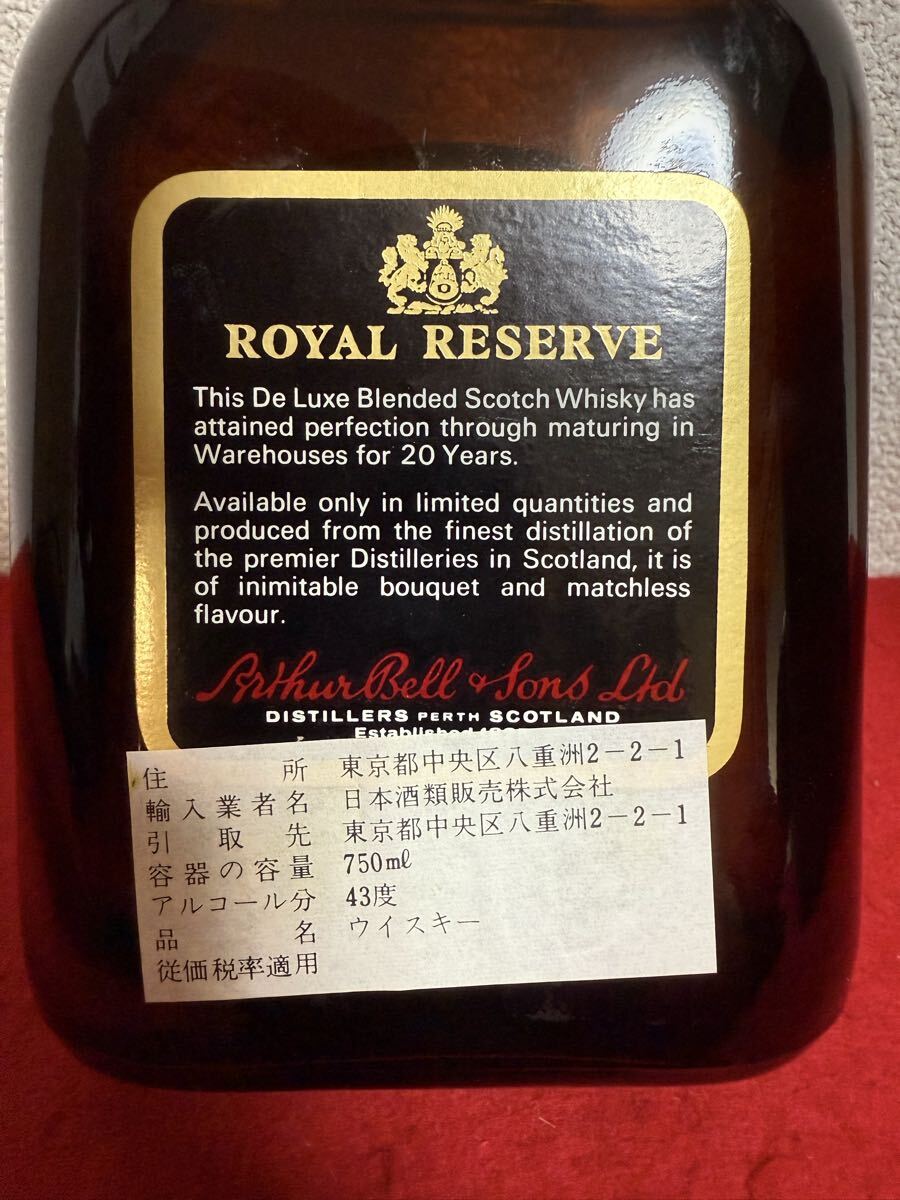 ROYAL RESERVE
This De Luxe Blended Scotch Whisky has
attained perfection through maturing in
Warehouses for 20 Years.
Available only in limited quantities and
produced from the finest distillation of
the premier Distilleries in Scotland, it is
of inimitable bouquet and matchless
flavour.
Arthur Bell & Sons Ltd
DISTILLERS PERTH SCOTLAND
Established
住所 東京都中央区八重洲2-2-1
輸入業者名 日本酒類販売株式会社
引取先 東京都中央区八重洲2-2-1
容器の容量 750mℓ
アルコール分 43度
品名 ウイスキー
従価税率適用